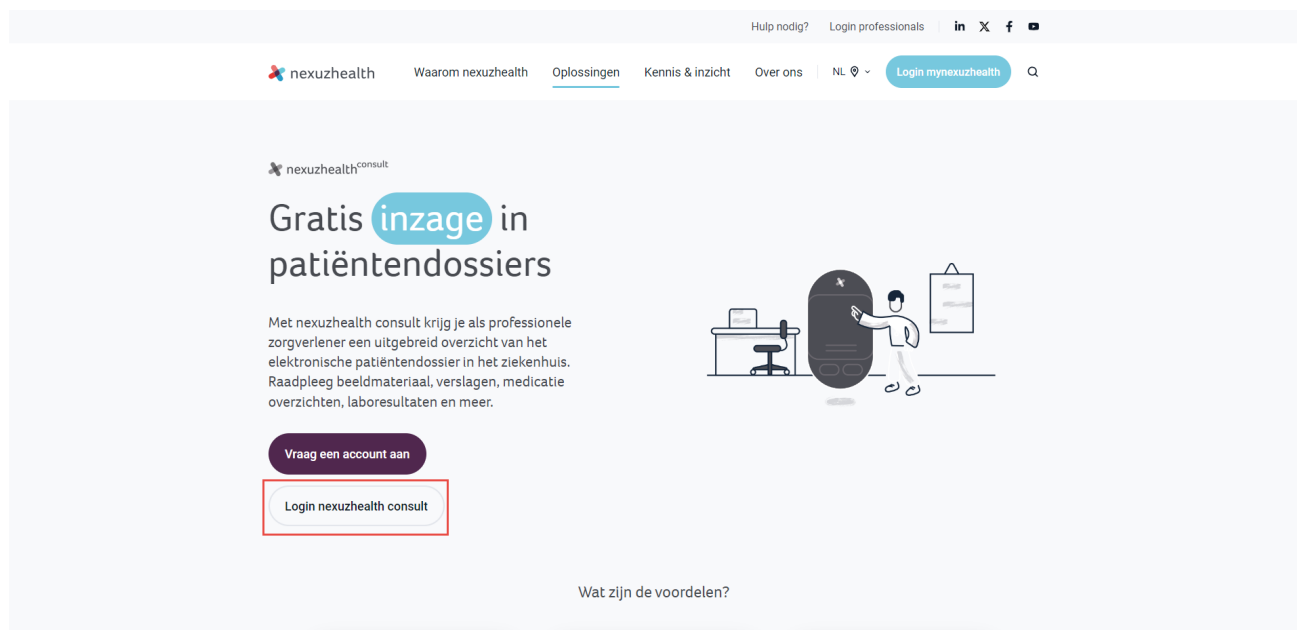 Hulp nodig? Login professionals
nexuzhealth Waarom nexuzhealth Oplossingen Kennis & inzicht Over ons NL Login mynexuzhealth
nexuzhealth consult
Gratis inzage in
patiëntendossiers
Met nexuzhealth consult krijg je als professionele
zorgverlener een uitgebreid overzicht van het
elektronische patiëntendossier in het ziekenhuis.
Raadpleeg beeldmateriaal, verslagen, medicatie
overzichten, laboresultaten en meer.
Vraag een account aan
Login nexuzhealth consult
Wat zijn de voordelen?